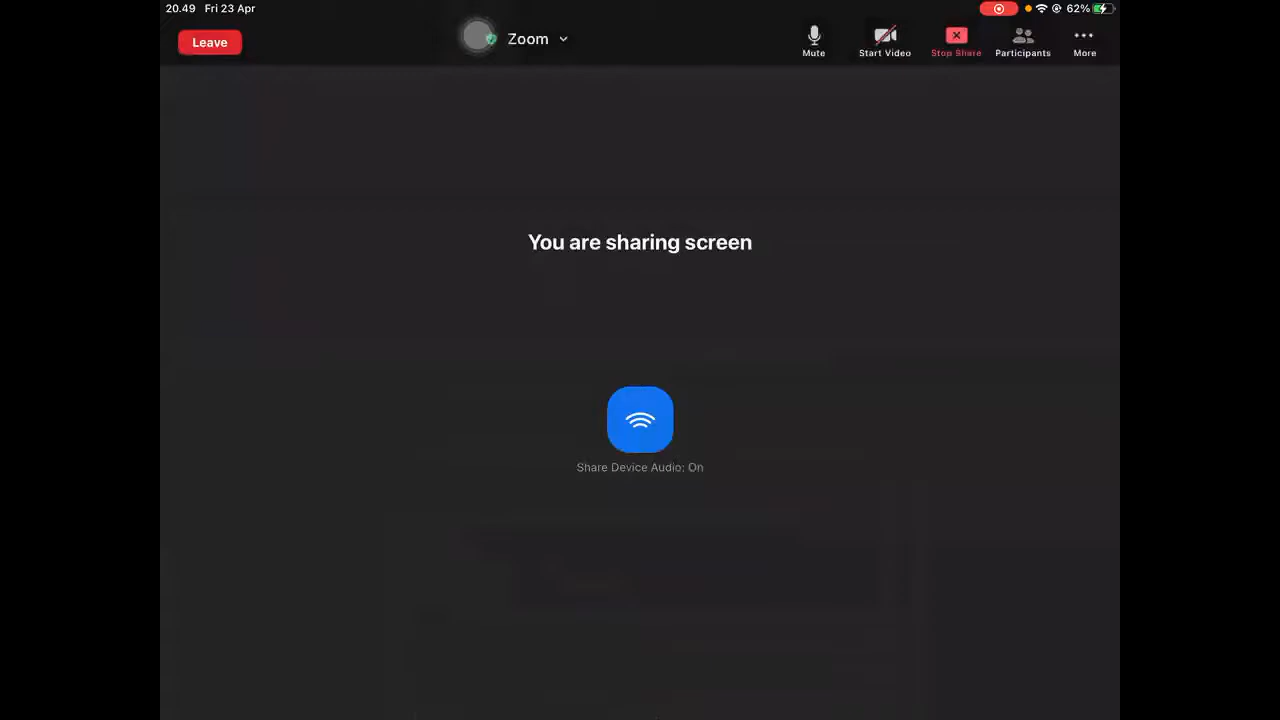 20.49 Fri 23 Apr
62%
Leave
Zoom
Mute
Start Video
Stop Share
Participants
More
You are sharing screen
Share Device Audio: On